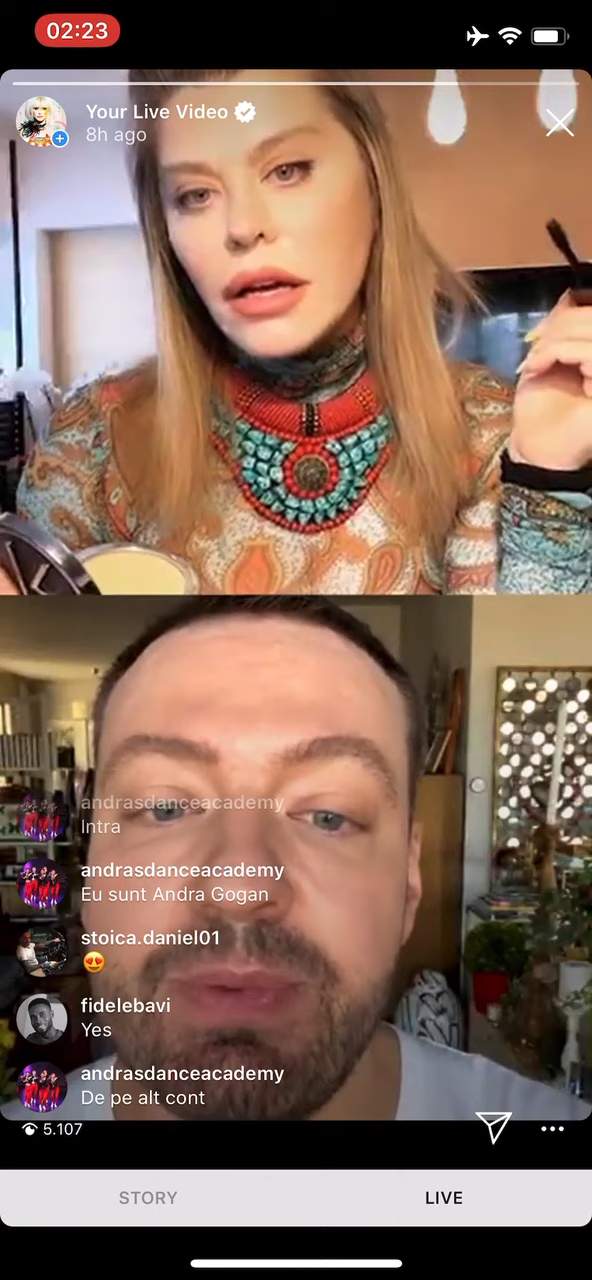 02:23
Your Live Video
8h ago
andrasdanceacademy
Intra
andrasdanceacademy
Eu sunt Andra Gogan
stoica.daniel01
😍
fidelebavi
Yes
andrasdanceacademy
De pe alt cont
5.107
STORY
LIVE